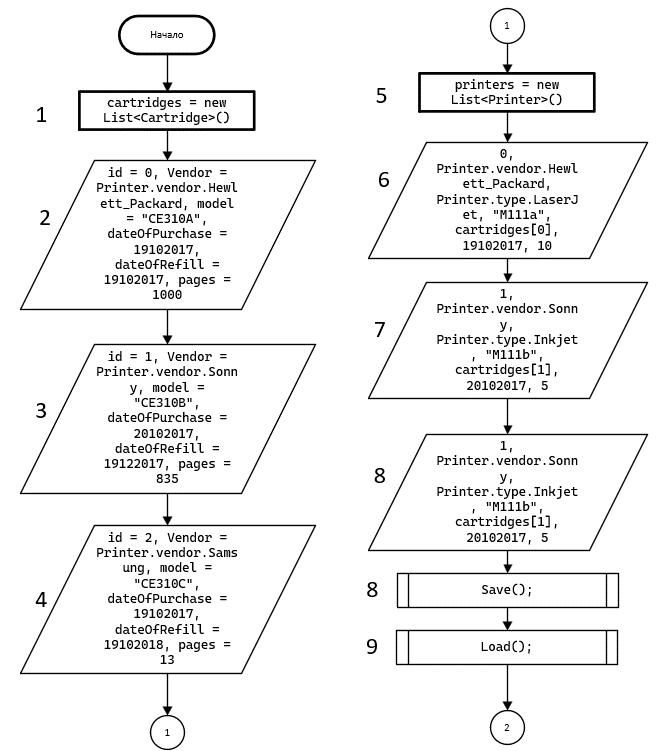 Начало
1
cartridges = new
List<Cartridge>()
2
id = 0, Vendor =
Printer.vendor.Hewl
ett_Packard, model
= "CE310A",
dateOfPurchase =
19102017,
dateOfRefill =
19102017, pages =
1000
3
id = 1, Vendor =
Printer.vendor.Sonn
y, model =
"CE310B",
dateOfPurchase =
20102017,
dateOfRefill =
19122017, pages =
835
4
id = 2, Vendor =
Printer.vendor.Sams
ung, model =
"CE310C",
dateOfPurchase =
19102017,
dateOfRefill =
19102018, pages =
13
1
1
5
printers = new
List<Printer>()
6
0,
Printer.vendor.Hewl
ett_Packard,
Printer.type.LaserJ
et, "M111a",
cartridges[0],
19102017, 10
7
1,
Printer.vendor.Sonn
y,
Printer.type.Inkjet
, "M111b",
cartridges[1],
20102017, 5
8
1,
Printer.vendor.Sonn
y,
Printer.type.Inkjet
, "M111b",
cartridges[1],
20102017, 5
8
Save();
9
Load();
2